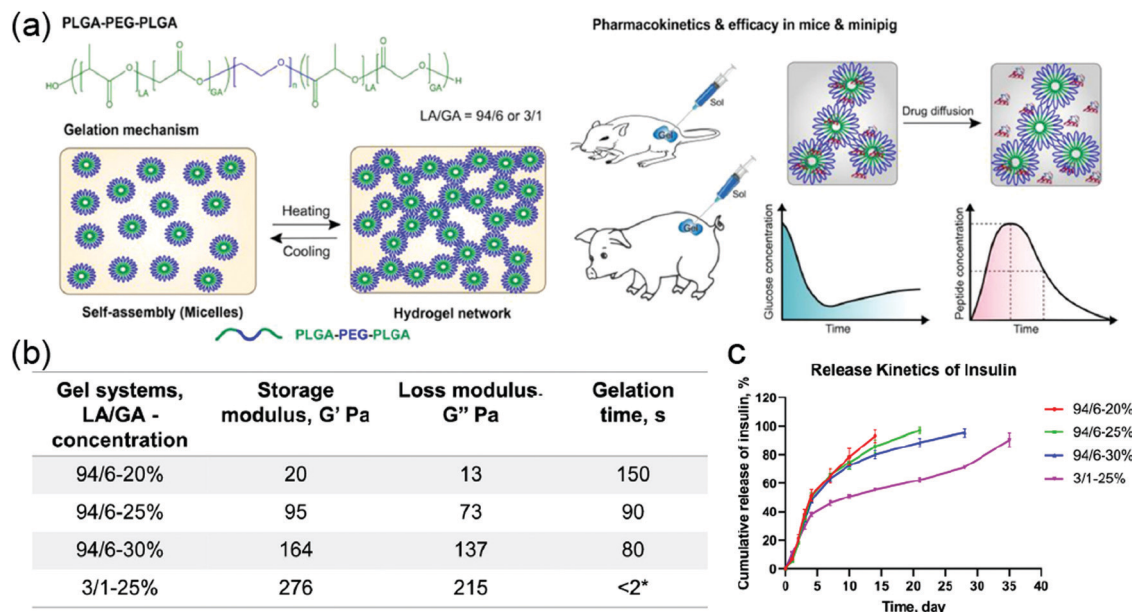 (a)
PLGA-PEG-PLGA
HO
O
O
O
O
LA
GA
O
n
O
O
O
O
LA
GA
H
LA/GA = 94/6 or 3/1
Gelation mechanism
Heating
Cooling
Self-assembly (Micelles)
Hydrogel network
PLGA-PEG-PLGA
Pharmacokinetics & efficacy in mice & minipig
Sol
Gel
Sol
Gel
Drug diffusion
Glucose concentration
Time
Peptide concentration
Time
(b)
Gel systems, LA/GA - concentration	Storage modulus, G' Pa	Loss modulus- G'' Pa	Gelation time, s
94/6-20% 20 13 150
94/6-25% 95 73 90
94/6-30% 164 137 80
3/1-25% 276 215 <2*
c
Release Kinetics of Insulin
Cumulative release of insulin, %
120
100
80
60
40
20
0
0 5 10 15 20 25 30 35 40
Time, day
94/6-20%
94/6-25%
94/6-30%
3/1-25%